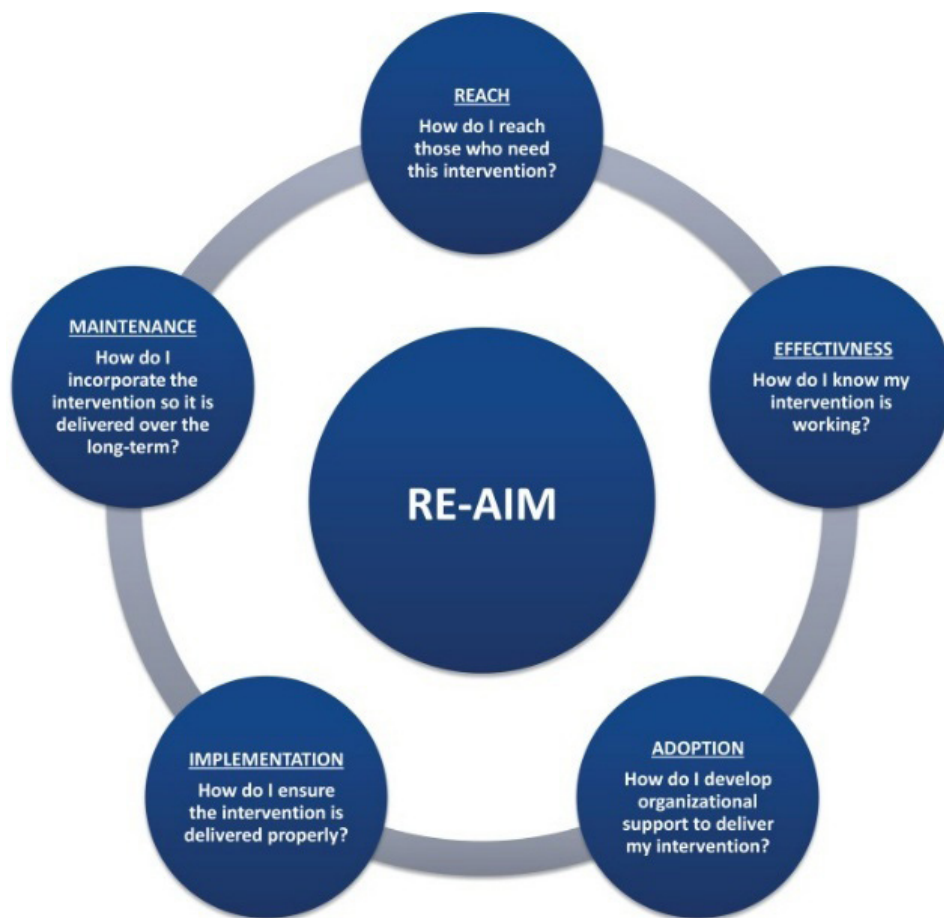 REACH
How do I reach
those who need
this intervention?
EFFECTIVNESS
How do I know my
intervention is
working?
ADOPTION
How do I develop
organizational
support to deliver
my intervention?
IMPLEMENTATION
How do I ensure
the intervention is
delivered properly?
MAINTENANCE
How do I
incorporate the
intervention so it is
delivered over the
long-term?
RE-AIM